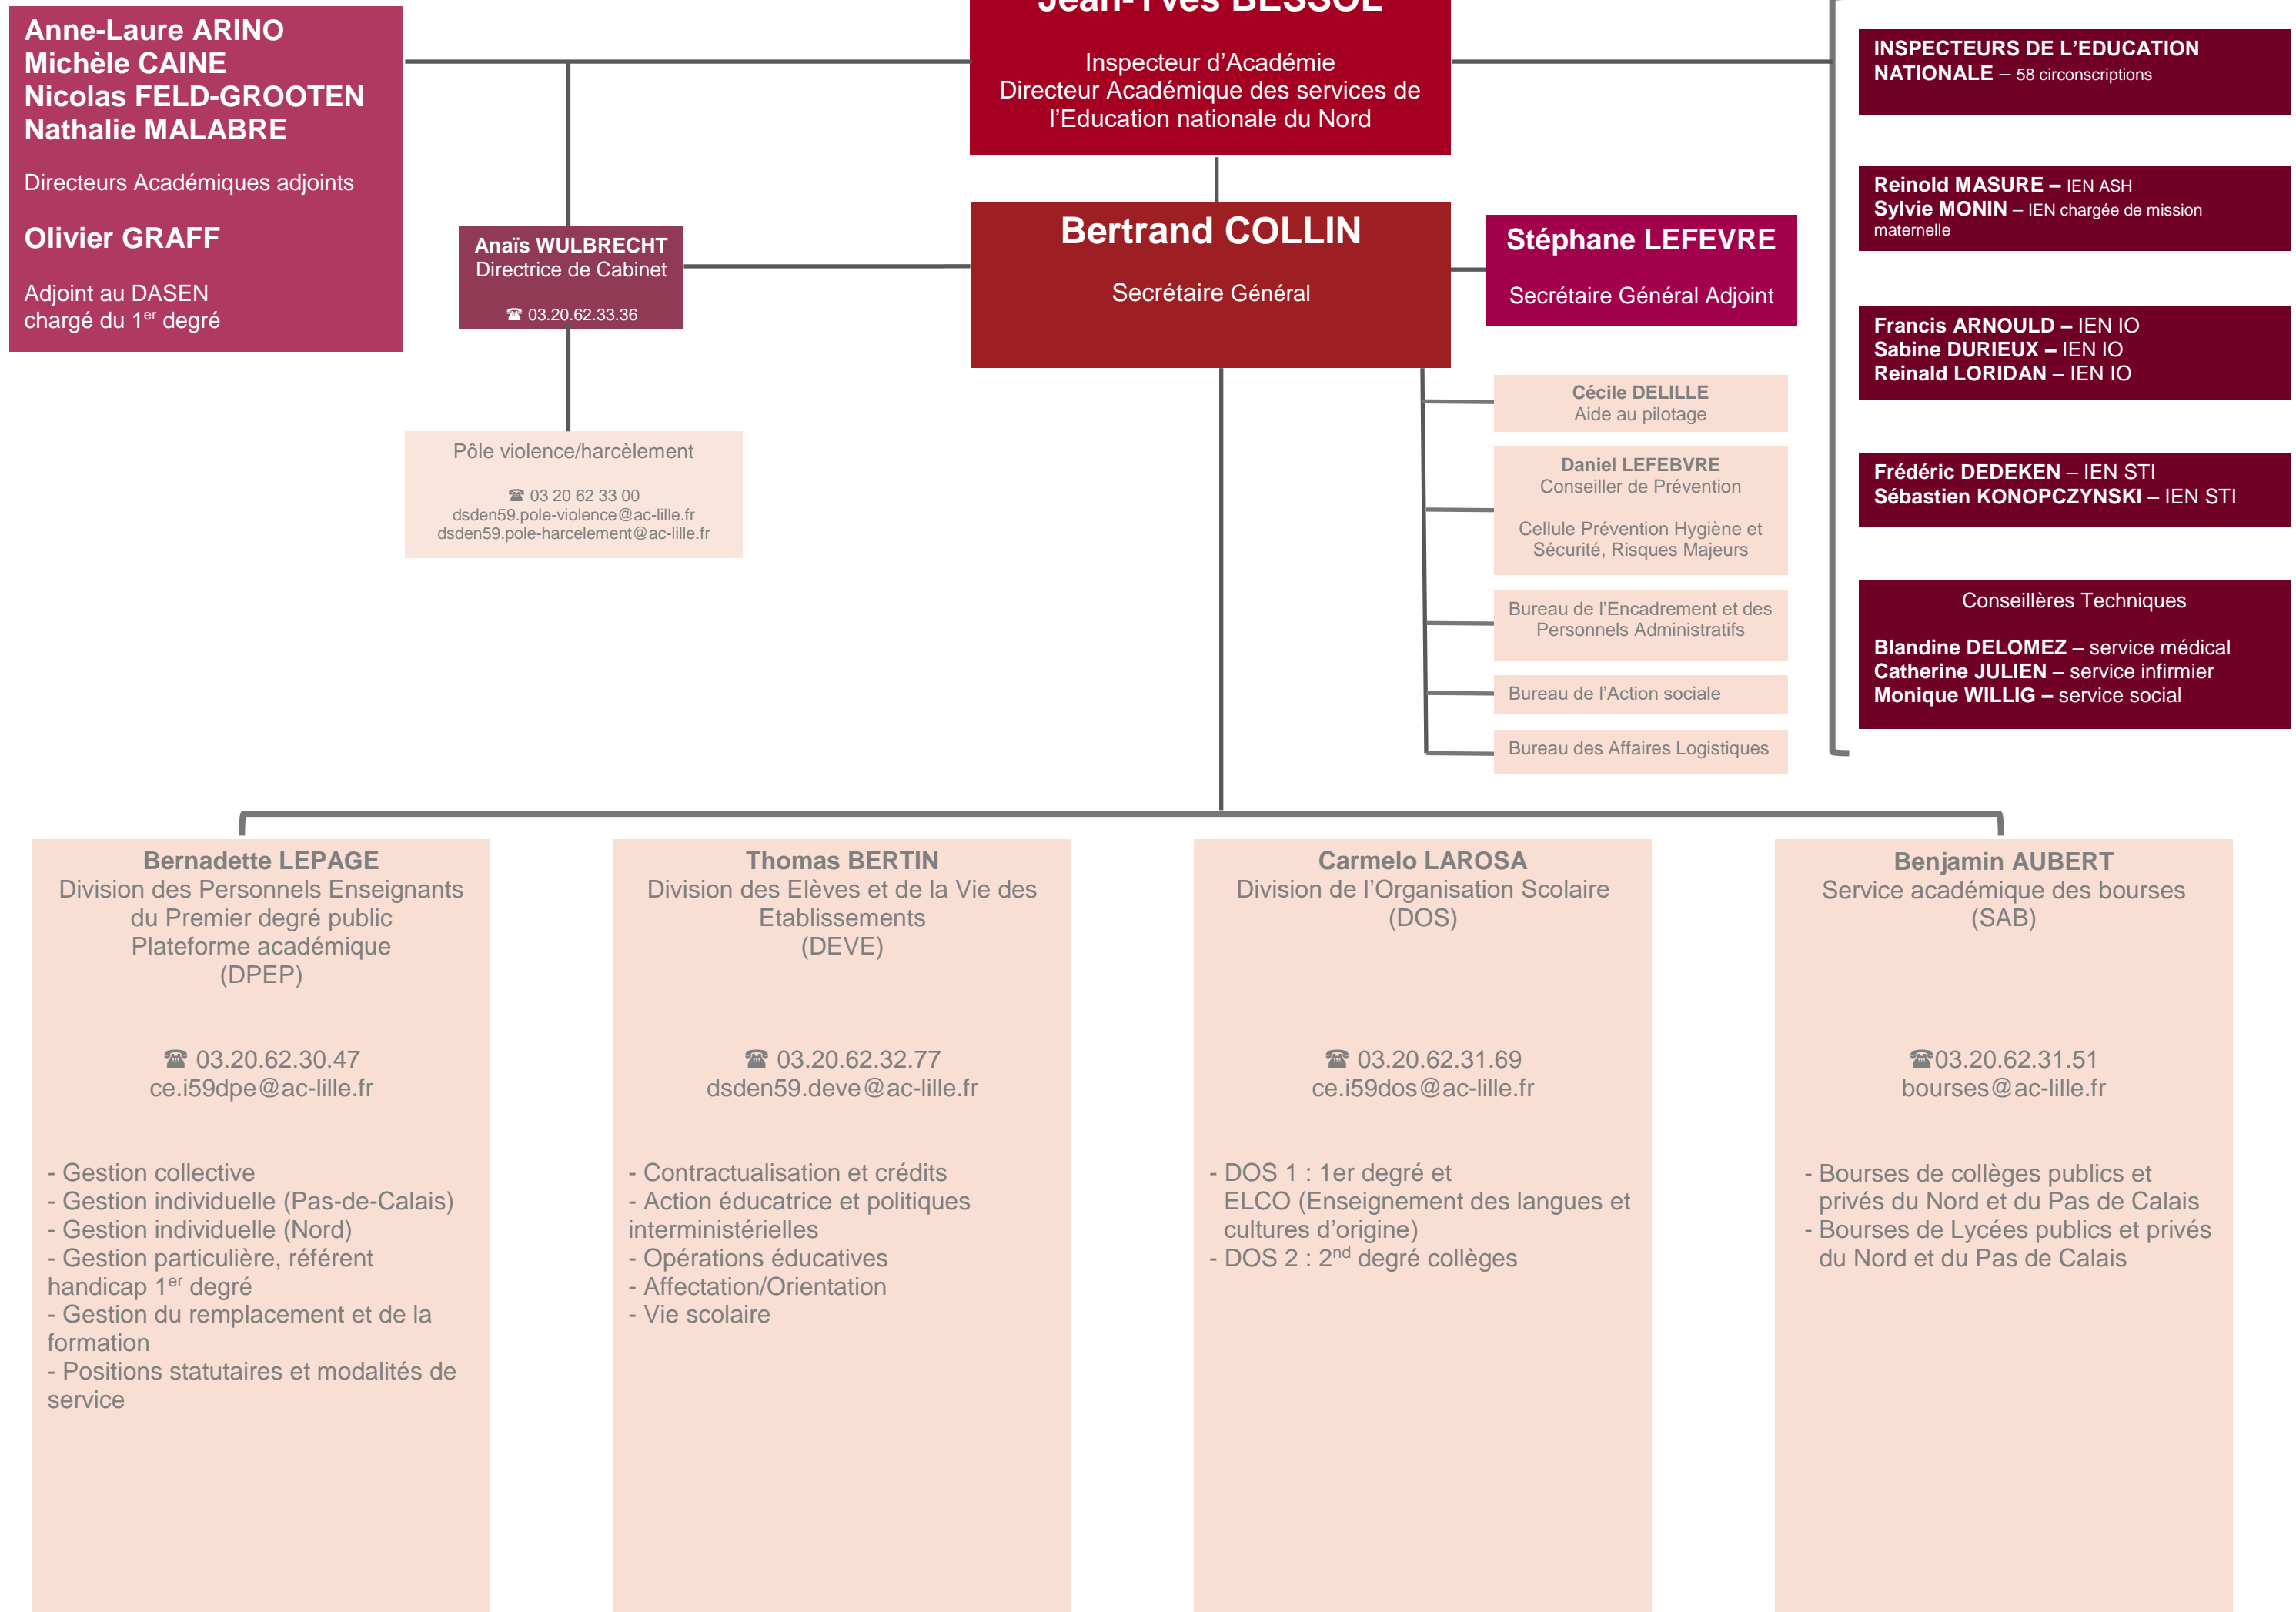 Anne-Laure ARINO
Michèle CAINE
Nicolas FELD-GROOTEN
Nathalie MALABRE
Directeurs Académiques adjoints
Olivier GRAFF
Adjoint au DASEN
chargé du 1er degré
Jean-Yves BESSOL
Inspecteur d’Académie
Directeur Académique des services de
l’Education nationale du Nord
INSPECTEURS DE L’EDUCATION
NATIONALE – 58 circonscriptions
Reinold MASURE – IEN ASH
Sylvie MONIN – IEN chargée de mission
maternelle
Francis ARNOULD – IEN IO
Sabine DURIEUX – IEN IO
Reinald LORIDAN – IEN IO
Frédéric DEDEKEN – IEN STI
Sébastien KONOPCZYNSKI – IEN STI
Conseillères Techniques
Blandine DELOMEZ – service médical
Catherine JULIEN – service infirmier
Monique WILLIG – service social
Anaïs WULBRECHT
Directrice de Cabinet
☎ 03.20.62.33.36
Bertrand COLLIN
Secrétaire Général
Stéphane LEFEVRE
Secrétaire Général Adjoint
Pôle violence/harcèlement
☎ 03 20 62 33 00
dsden59.pole-violence@ac-lille.fr
dsden59.pole-harcelement@ac-lille.fr
Cécile DELILLE
Aide au pilotage
Daniel LEFEBVRE
Conseiller de Prévention
Cellule Prévention Hygiène et
Sécurité, Risques Majeurs
Bureau de l’Encadrement et des
Personnels Administratifs
Bureau de l’Action sociale
Bureau des Affaires Logistiques
Bernadette LEPAGE
Division des Personnels Enseignants
du Premier degré public
Plateforme académique
(DPEP)
☎ 03.20.62.30.47
ce.i59dpe@ac-lille.fr
- Gestion collective
- Gestion individuelle (Pas-de-Calais)
- Gestion individuelle (Nord)
- Gestion particulière, référent
handicap 1er degré
- Gestion du remplacement et de la
formation
- Positions statutaires et modalités de
service
Thomas BERTIN
Division des Elèves et de la Vie des
Etablissements
(DEVE)
☎ 03.20.62.32.77
dsden59.deve@ac-lille.fr
- Contractualisation et crédits
- Action éducatrice et politiques
interministérielles
- Opérations éducatives
- Affectation/Orientation
- Vie scolaire
Carmelo LAROSA
Division de l’Organisation Scolaire
(DOS)
☎ 03.20.62.31.69
ce.i59dos@ac-lille.fr
- DOS 1 : 1er degré et
ELCO (Enseignement des langues et
cultures d’origine)
- DOS 2 : 2nd degré collèges
Benjamin AUBERT
Service académique des bourses
(SAB)
☎03.20.62.31.51
bourses@ac-lille.fr
- Bourses de collèges publics et
privés du Nord et du Pas de Calais
- Bourses de Lycées publics et privés
du Nord et du Pas de Calais